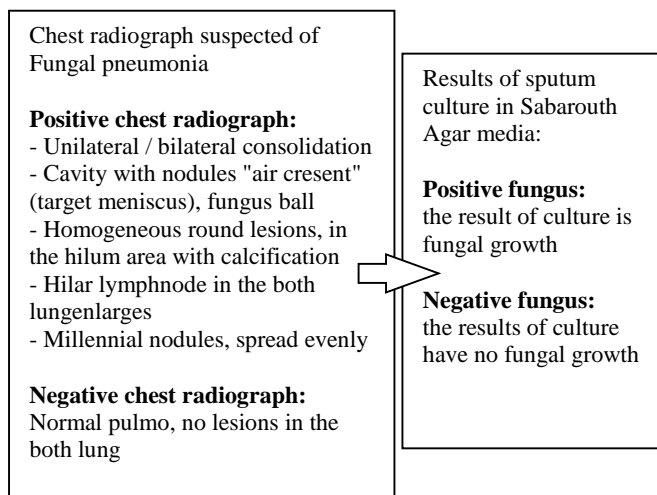 Chest radiograph suspected of
Fungal pneumonia
Positive chest radiograph:
- Unilateral / bilateral consolidation
- Cavity with nodules "air cresent"
(target meniscus), fungus ball
- Homogeneous round lesions, in
the hilum area with calcification
- Hilar lymphnode in the both
lungenlarges
- Millennial nodules, spread evenly
Negative chest radiograph:
Normal pulmo, no lesions in the
both lung
Results of sputum
culture in Sabarouth
Agar media:
Positive fungus:
the result of culture is
fungal growth
Negative fungus:
the results of culture
have no fungal growth